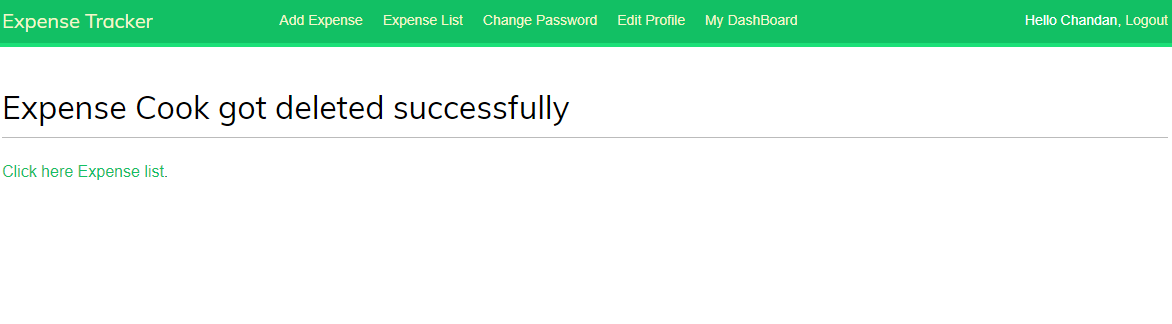 Expense Tracker Add Expense Expense List Change Password Edit Profile My DashBoard Hello Chandan, Logout
Expense Cook got deleted successfully
Click here Expense list.